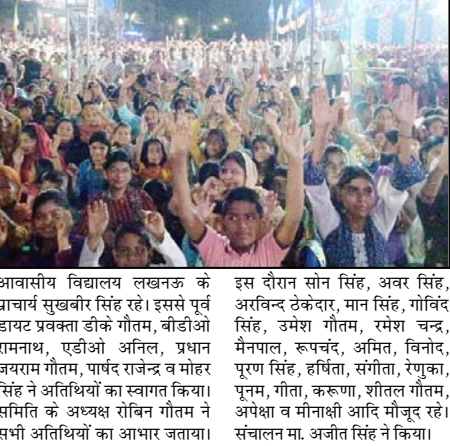 आवासीय विद्यालय लखनऊ के
प्राचार्य सुखबीर सिंह रहे। इससे पूर्व
डायट प्रवक्ता डीके गौतम, बीडीओ
रामनाथ, एडीओ अनिल, प्रधान
जयराम गौतम, पार्षद राजेन्द्र व मोहर
सिंह ने अतिथियों का स्वागत किया।
समिति के अध्यक्ष रोबिन गौतम ने
सभी अतिथियों का आभार जताया।
इस दौरान सोन सिंह, अवर सिंह,
अरविन्द ठेकेदार, मान सिंह, गोविंद
सिंह, उमेश गौतम, रमेश चन्द्र,
मैनपाल, रूपचंद, अमित, विनोद,
पूरण सिंह, हर्षिता, संगीता, रेणुका,
पूनम, गीता, करूणा, शीतल गौतम,
अपेक्षा व मीनाक्षी आदि मौजूद रहे।
संचालन मा. अजीत सिंह ने किया।